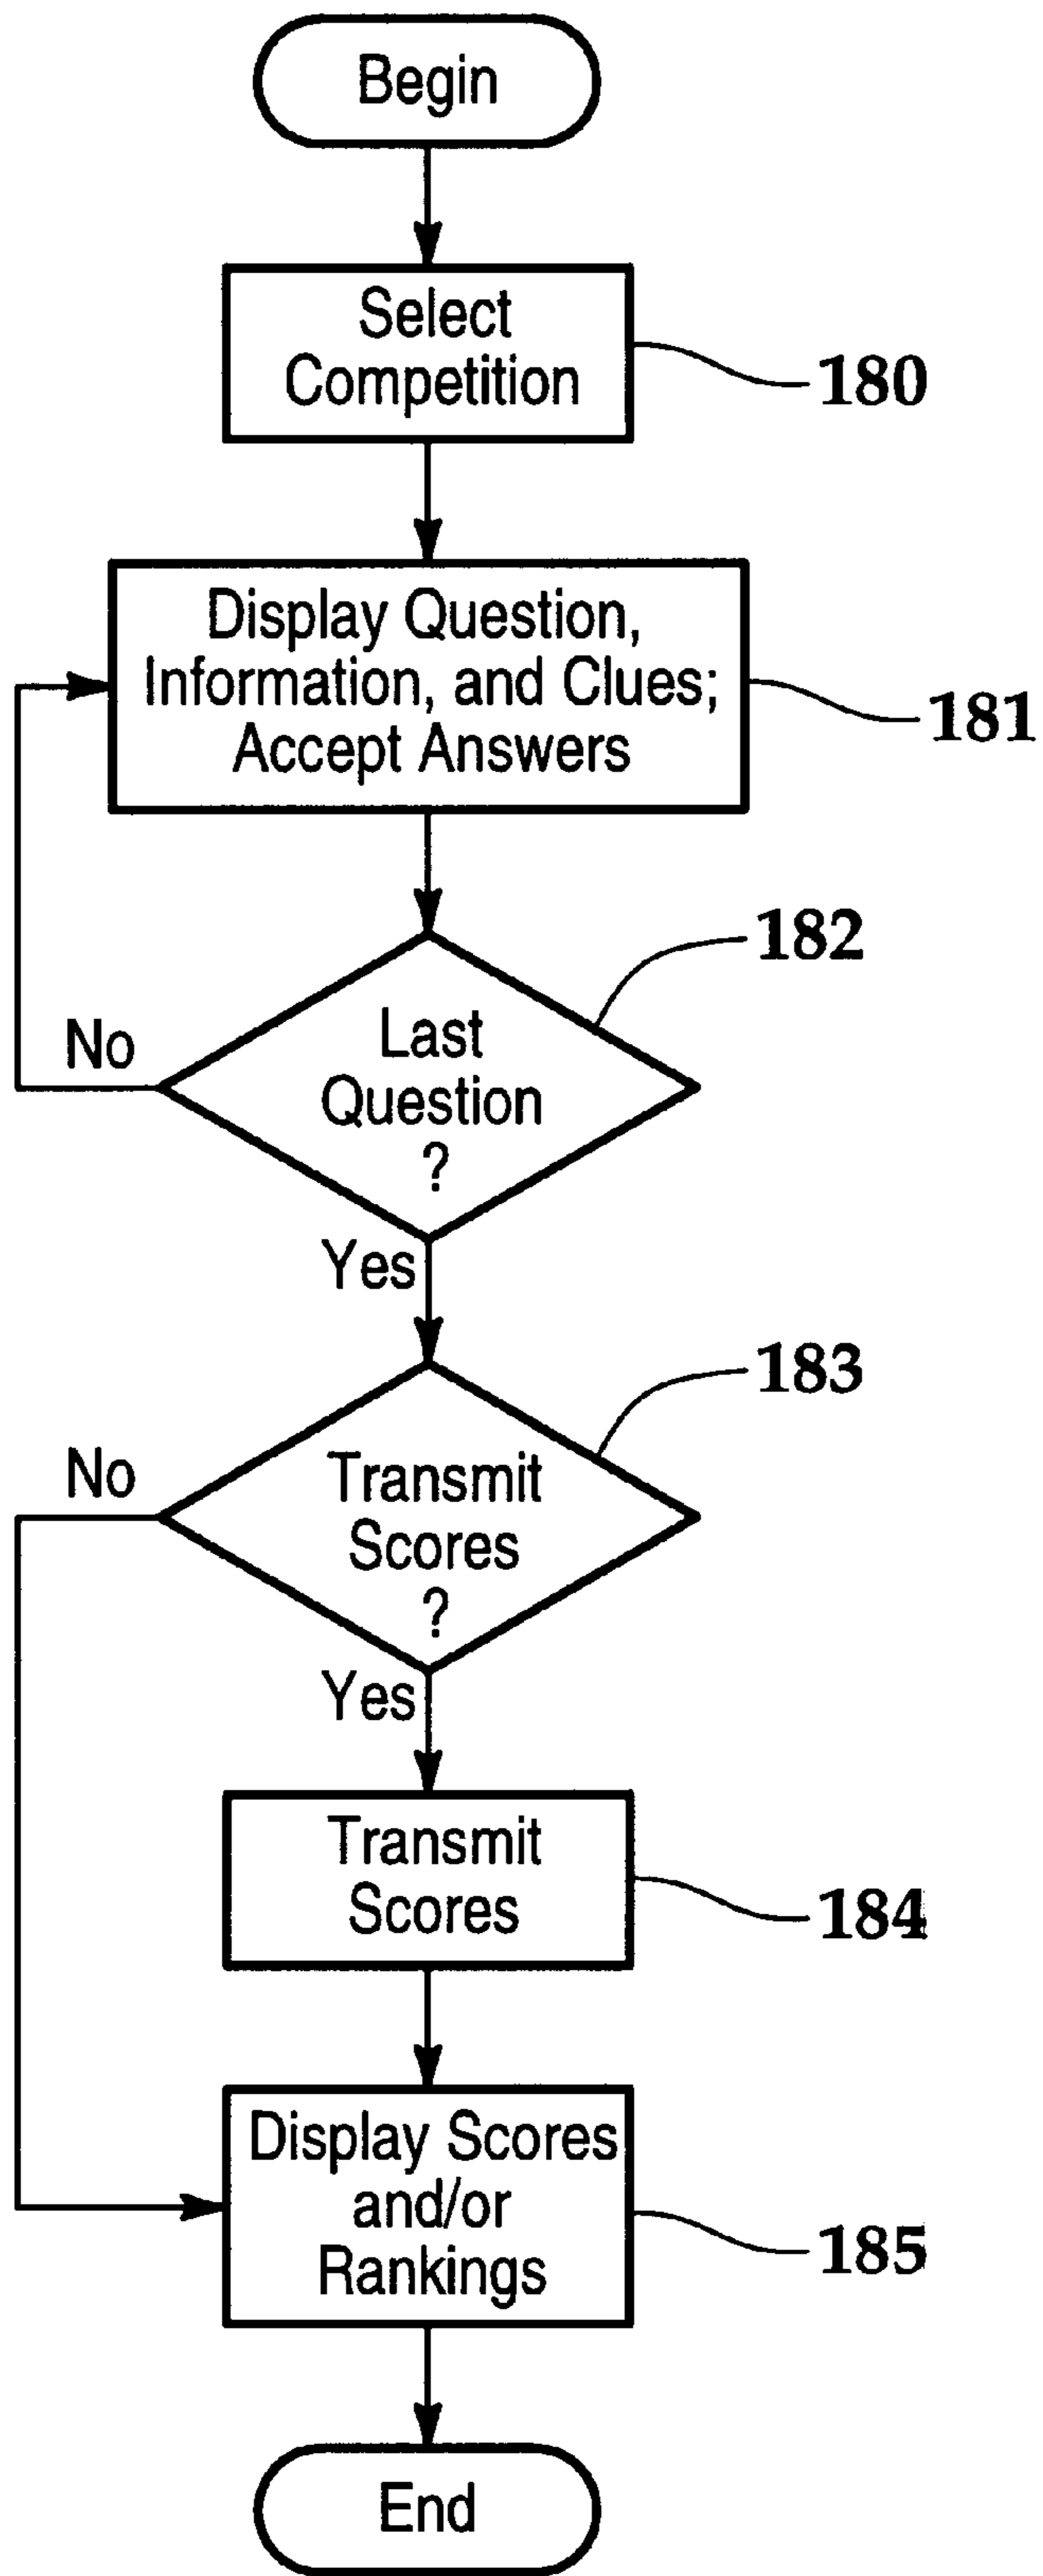 Begin
Select
Competition
180
Display Question,
Information, and Clues;
Accept Answers
181
182
Last
Question
?
No
Yes
183
Transmit
Scores
?
No
Yes
Transmit
Scores
184
Display Scores
and/or
Rankings
185
End